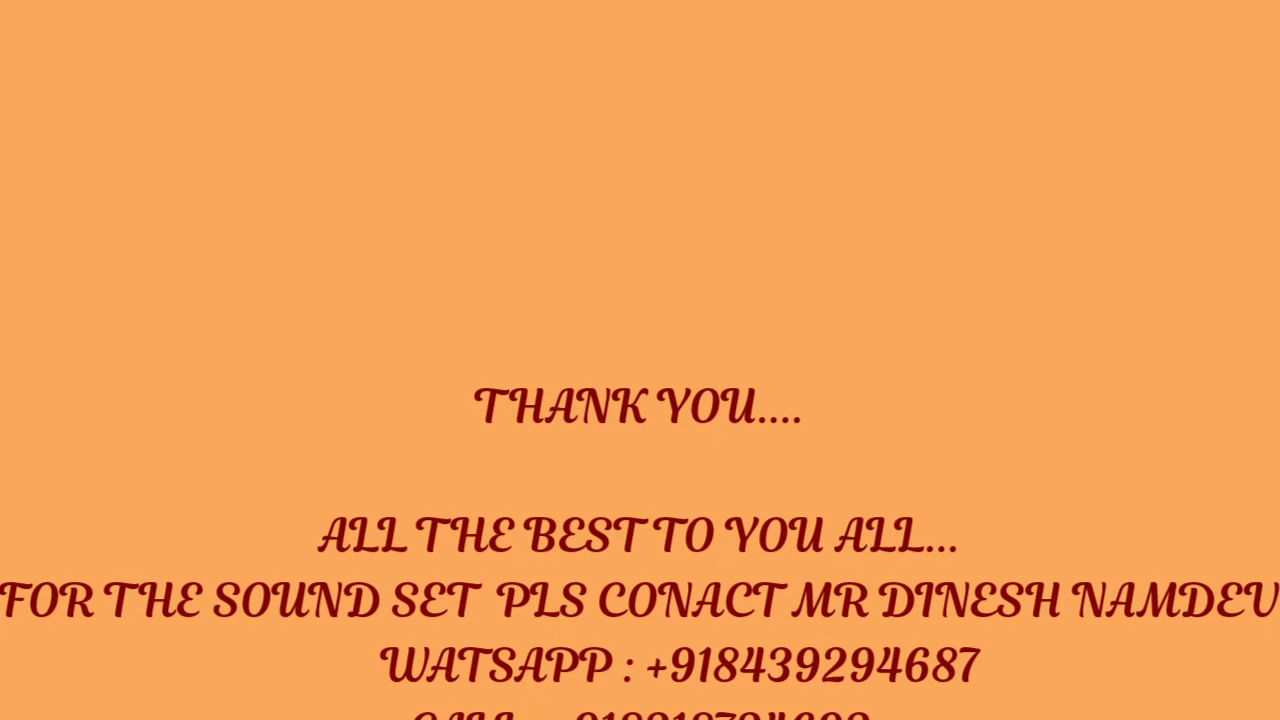 THANK YOU....
ALL THE BEST TO YOU ALL...
FOR THE SOUND SET PLS CONACT MR DINESH NAMDEV
WATSAPP : +918439294687